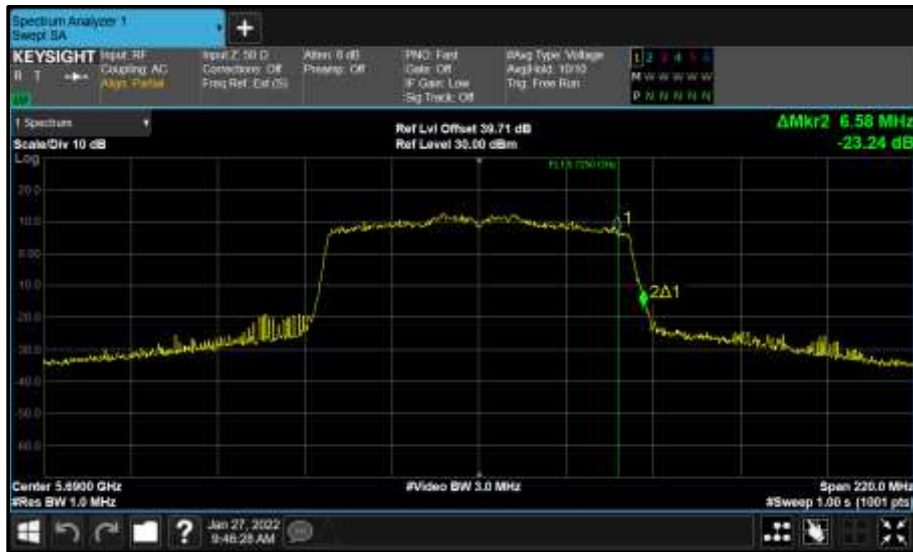 Spectrum Analyzer 1
Swept SA
+
KEYSIGHT
R T
Input: RF
Coupling: AC
Align: Partial
Input Z: 50 Ω
Corrections: Off
Freq Ref: Ext (S)
Atten: 6 dB
Preamp: Off
PNO: Fast
Gate: Off
IF Gain: Low
Sig Track: Off
#Avg Type: Voltage
Avg|Hold: 10/10
Trig: Free Run
1 2 3 4 5 6
M W W W W W
P N N N N N
1 Spectrum
Scale/Div 10 dB
Log
Ref Lvl Offset 39.71 dB
Ref Level 30.00 dBm
ΔMkr2 6.58 MHz
-23.24 dB
20.0
10.0
0.00
-10.0
-20.0
-30.0
-40.0
-50.0
-60.0
1
2Δ1
Center 5.6900 GHz
#Res BW 1.0 MHz
#Video BW 3.0 MHz
Span 220.0 MHz
#Sweep 1.00 s (1001 pts)
?
Jan 27, 2022
9:46:28 AM